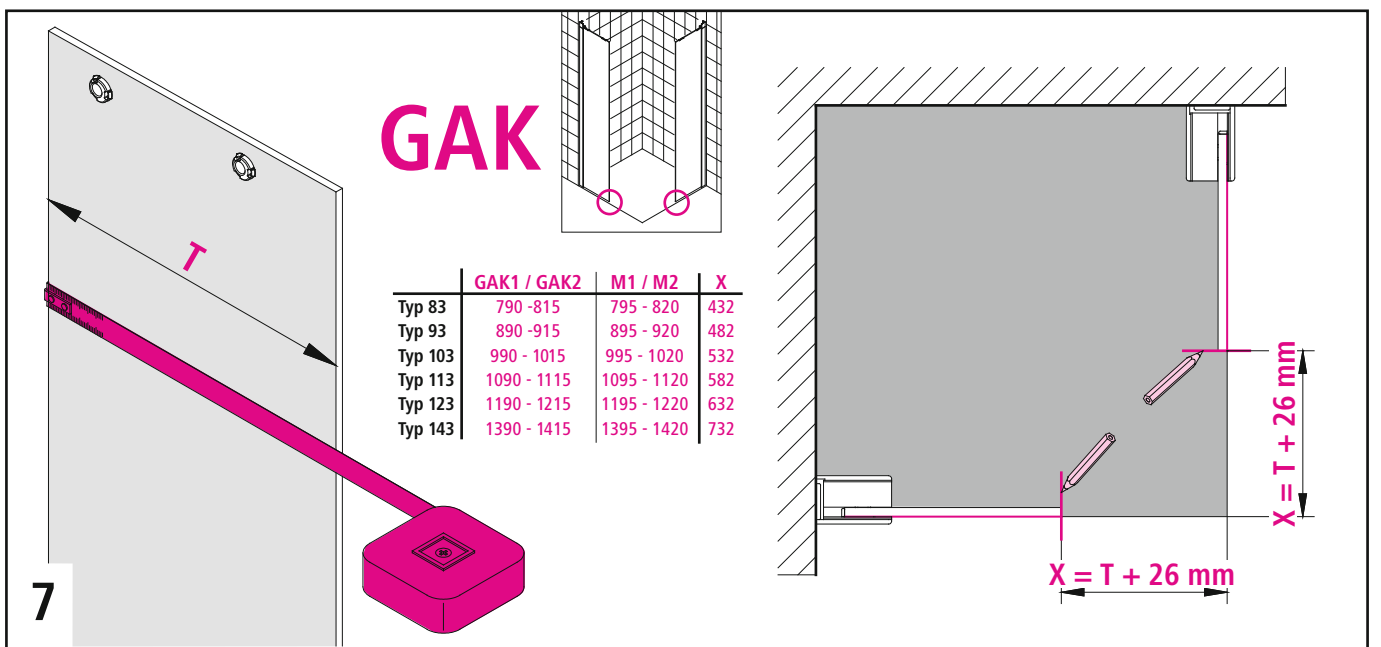 GAK
T
GAK1 / GAK2 M1 / M2 X
Typ 83 790 -815 795 - 820 432
Typ 93 890 -915 895 - 920 482
Typ 103 990 - 1015 995 - 1020 532
Typ 113 1090 - 1115 1095 - 1120 582
Typ 123 1190 - 1215 1195 - 1220 632
Typ 143 1390 - 1415 1395 - 1420 732
X = T + 26 mm
X = T + 26 mm
7